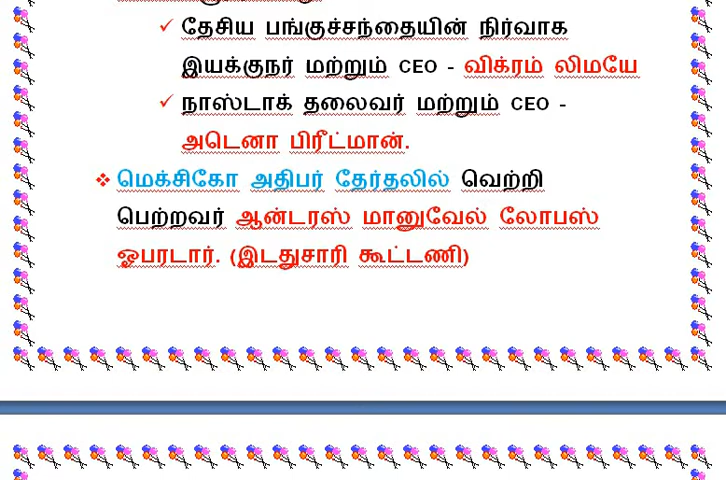 தேசிய பங்குச்சந்தையின் நிர்வாக
இயக்குநர் மற்றும் CEO - விக்ரம் லிமயே
நாஸ்டாக் தலைவர் மற்றும் CEO -
அடெனா பிரீட்மான்.
மெக்சிகோ அதிபர் தேர்தலில் வெற்றி
பெற்றவர் ஆன்டரஸ் மானுவேல் லோபஸ்
ஓபரடார். (இடதுசாரி கூட்டணி)